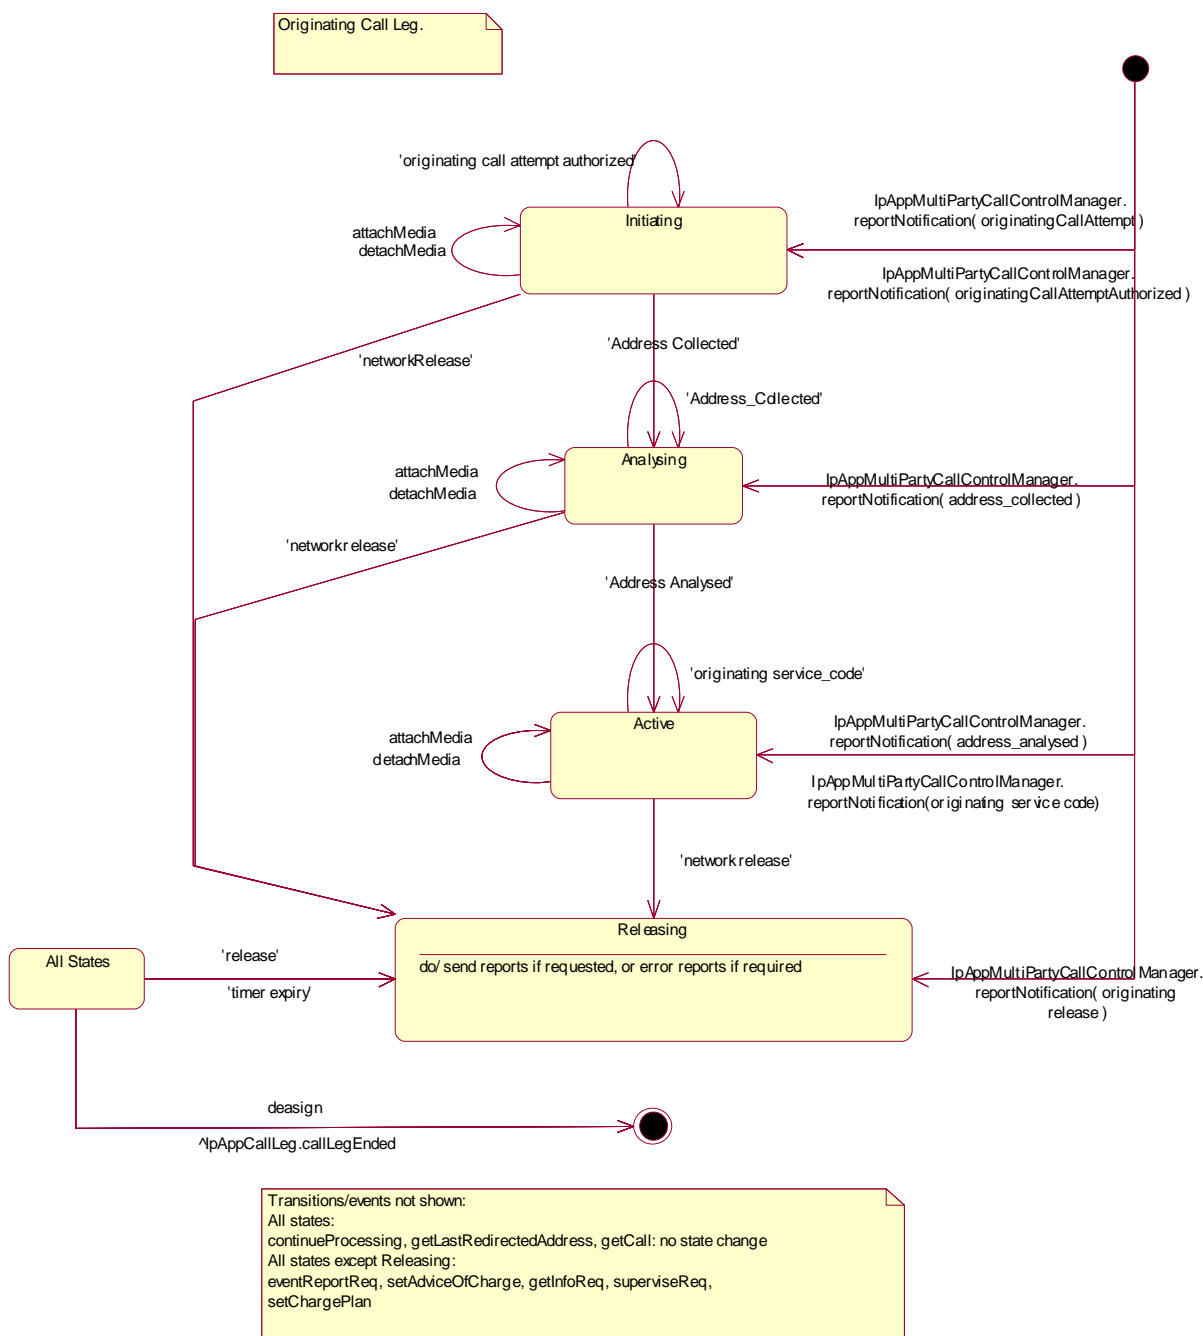 Originating Call Leg.
'originating call attempt authorized'
IpAppMultiPartyCallControlManager.
reportNotification( originatingCallAttempt )
Initiating
attachMedia
detachMedia
IpAppMultiPartyCallControlManager.
reportNotification( originatingCallAttemptAuthorized )
'Address Collected'
'networkRelease'
'Address_Collected'
Analysing
attachMedia
detachMedia
IpAppMultiPartyCallControlManager.
reportNotification( address_collected )
'networkrelease'
'Address Analysed'
'originating service_code'
Active
attachMedia
detachMedia
IpAppMultiPartyCallControlManager.
reportNotification( address_analysed )
IpAppMultiPartyCallControlManager.
reportNotification(originating service code)
'network release'
Releasing
do/ send reports if requested, or error reports if required
All States
'release'
'timer expiry'
IpAppMultiPartyCallControlManager.
reportNotification( originating
release )
deasign
^IpAppCallLeg.callLegEnded
Transitions/events not shown:
All states:
continueProcessing, getLastRedirectedAddress, getCall: no state change
All states except Releasing:
eventReportReq, setAdviceOfCharge, getInfoReq, superviseReq,
setChargePlan